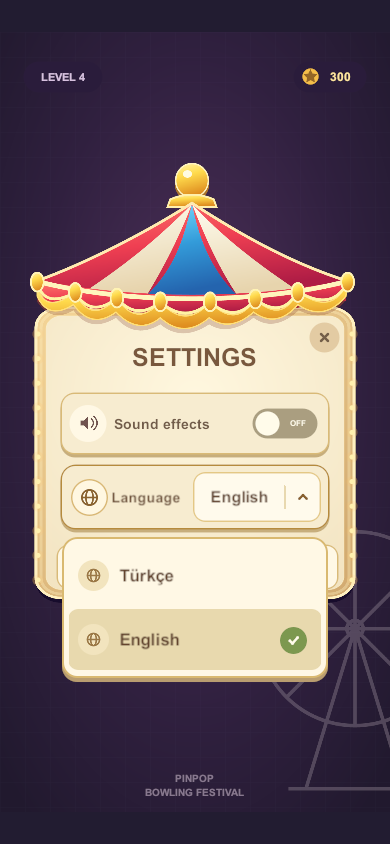 LEVEL 4
300
SETTINGS
Sound effects
OFF
Language
English
Türkçe
English
PINPOP
BOWLING FESTIVAL